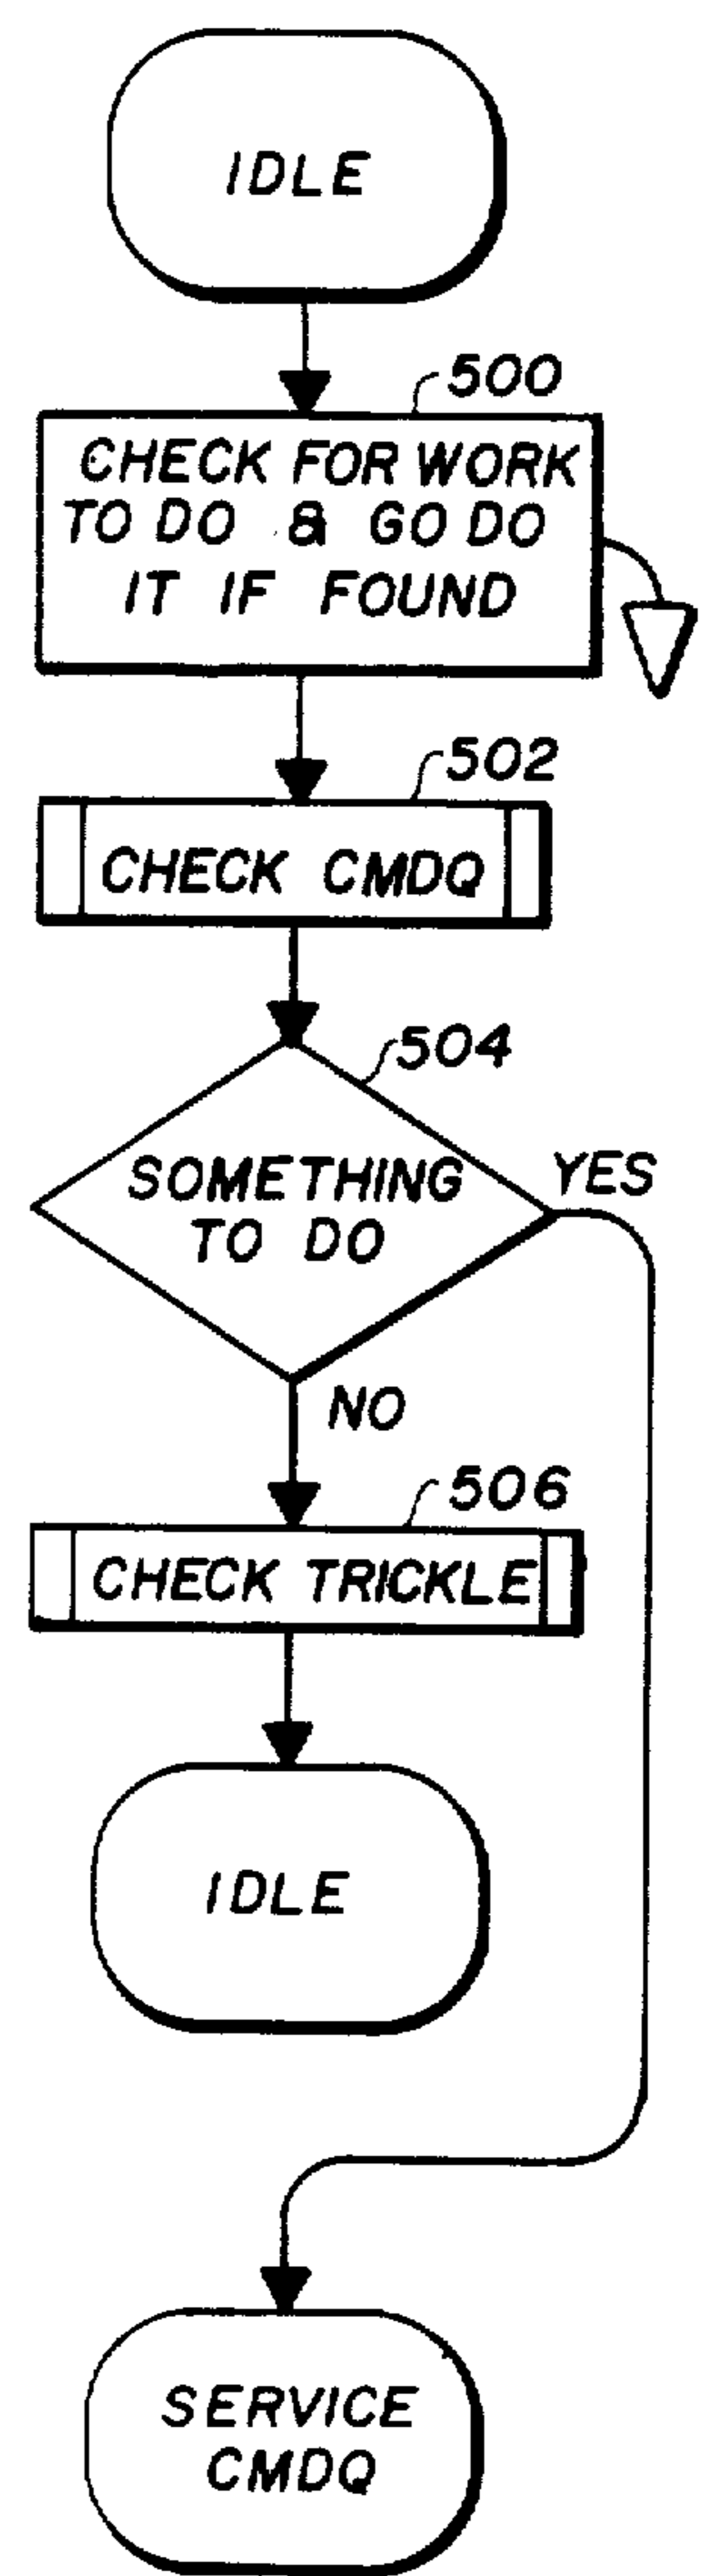 IDLE
500
CHECK FOR WORK
TO DO & GO DO
IT IF FOUND
502
CHECK CMDQ
504
SOMETHING
TO DO
YES
NO
506
CHECK TRICKLE
IDLE
SERVICE
CMDQ